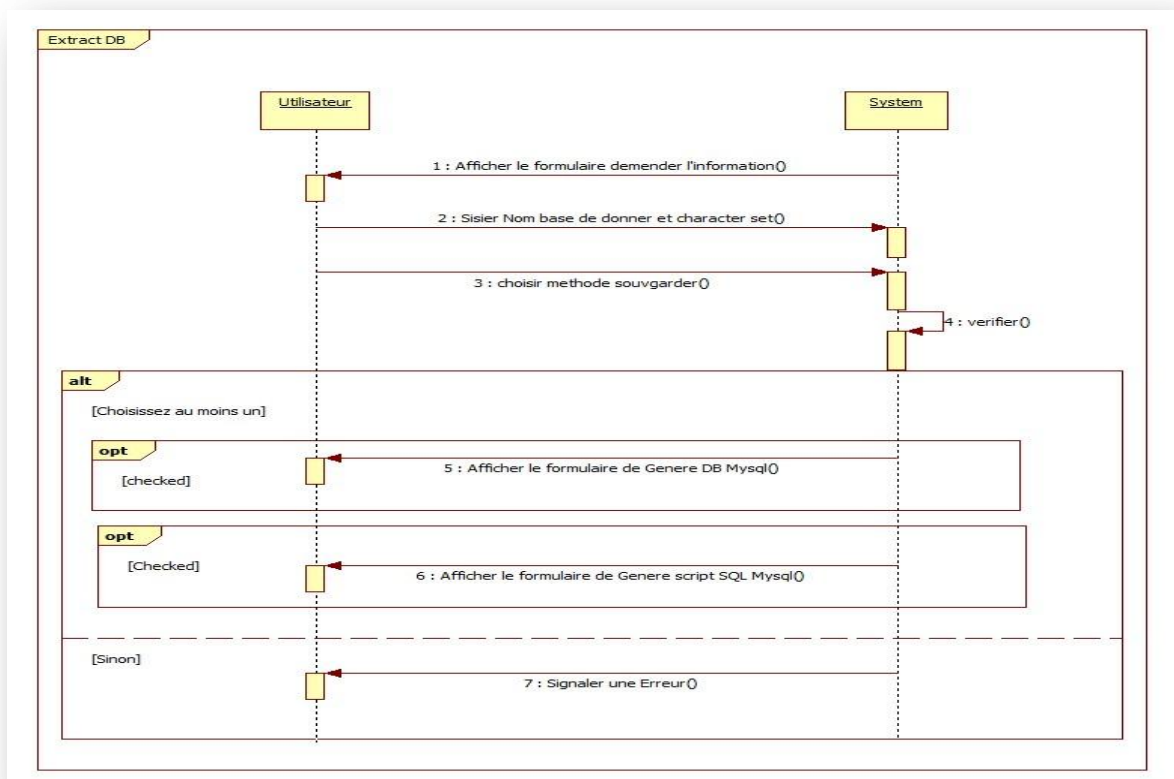 Extract DB
Utilisateur
System
1 : Afficher le formulaire demender l'information()
2 : Sisier Nom base de donner et character set()
3 : choisir methode souvgarder()
4 : verifier()
alt
[Choisissez au moins un]
opt
5 : Afficher le formulaire de Genere DB Mysql()
[checked]
opt
[Checked]
6 : Afficher le formulaire de Genere script SQL Mysql()
[Sinon]
7 : Signaler une Erreur()